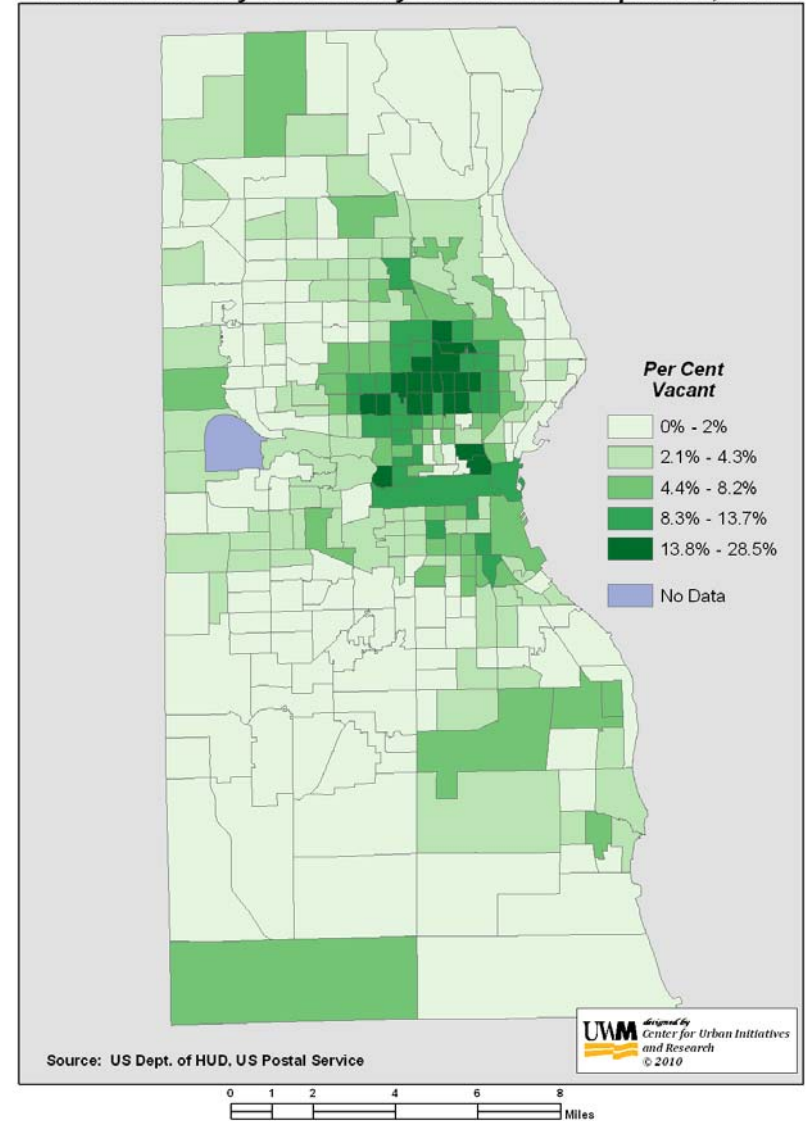 Per Cent
Vacant
0% - 2%
2.1% - 4.3%
4.4% - 8.2%
8.3% - 13.7%
13.8% - 28.5%
No Data
UWM
designed by
Center for Urban Initiatives
and Research
© 2010
Source: US Dept. of HUD, US Postal Service
0 1 2 4 6 8
Miles